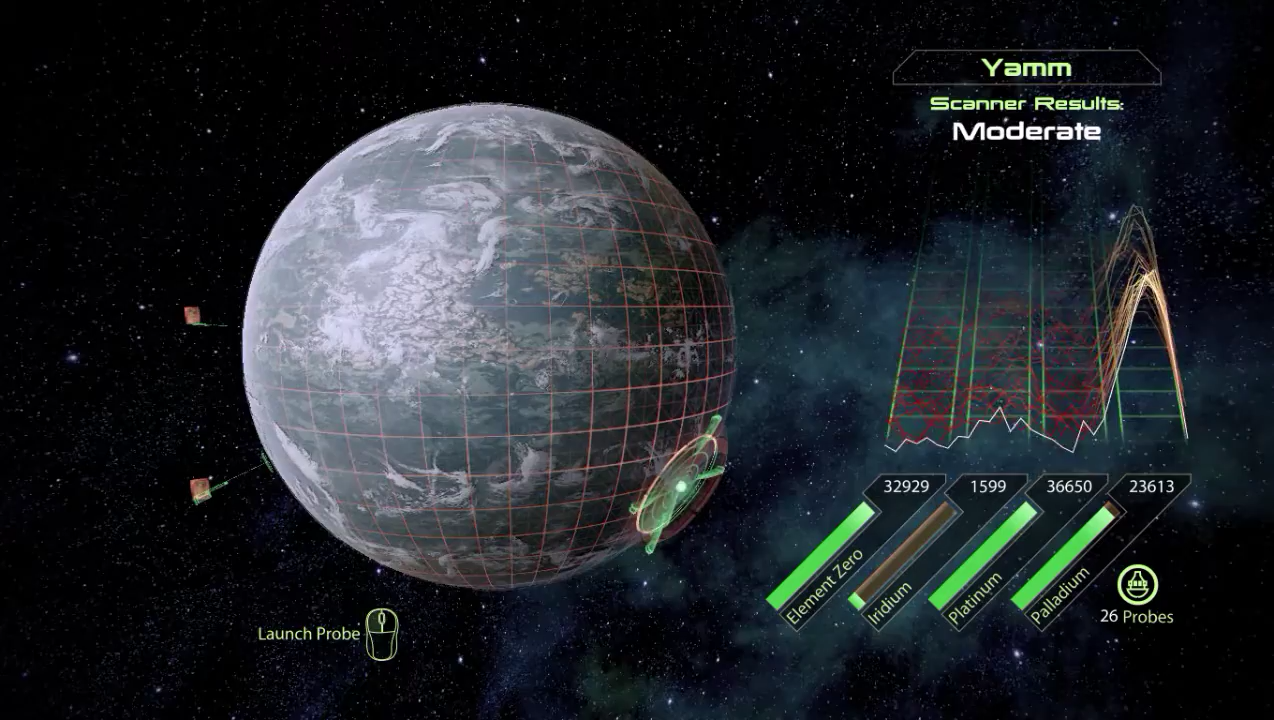 Yamm
Scanner Results:
Moderate
32929
1599
36650
23613
Element Zero
Iridium
Platinum
Palladium
26 Probes
Launch Probe